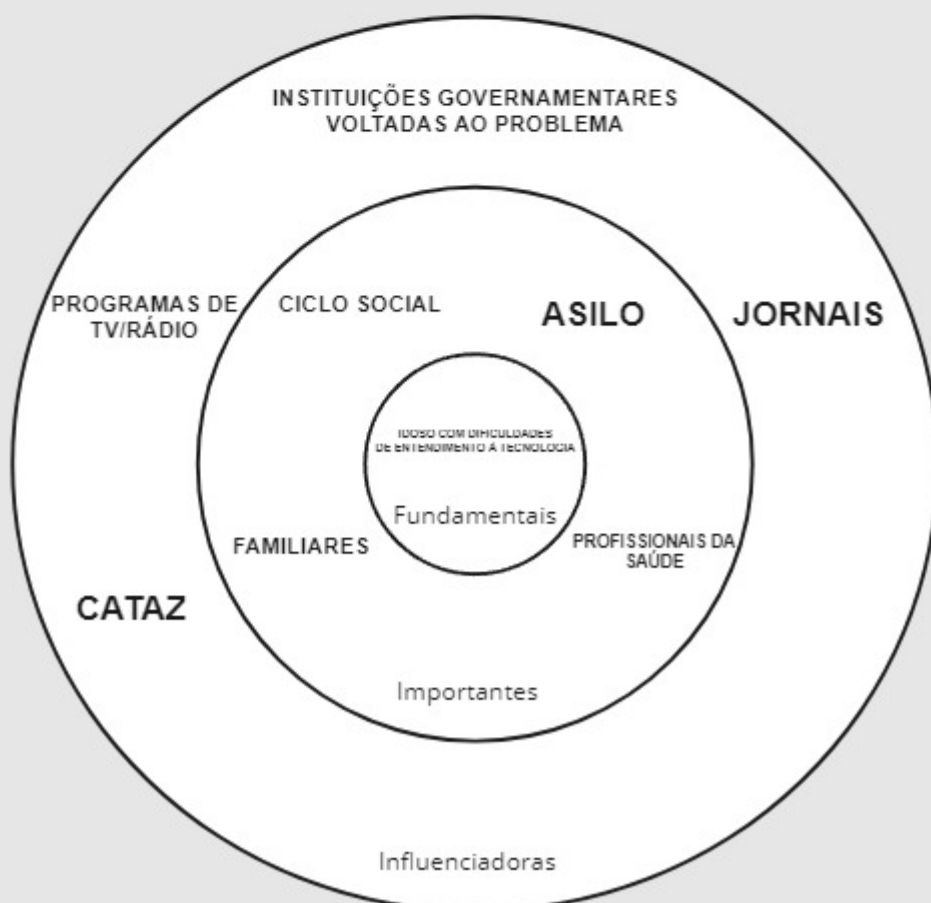 INSTITUIÇÕES GOVERNAMENTARES
VOLTADAS AO PROBLEMA
PROGRAMAS DE
TV/RÁDIO
CICLO SOCIAL
ASILO
JORNAIS
IDOSO COM DIFICULDADES
DE ENTENDIMENTO À TECNOLOGIA
Fundamentais
FAMILIARES
PROFISSIONAIS DA
SAÚDE
CATAZ
Importantes
Influenciadoras